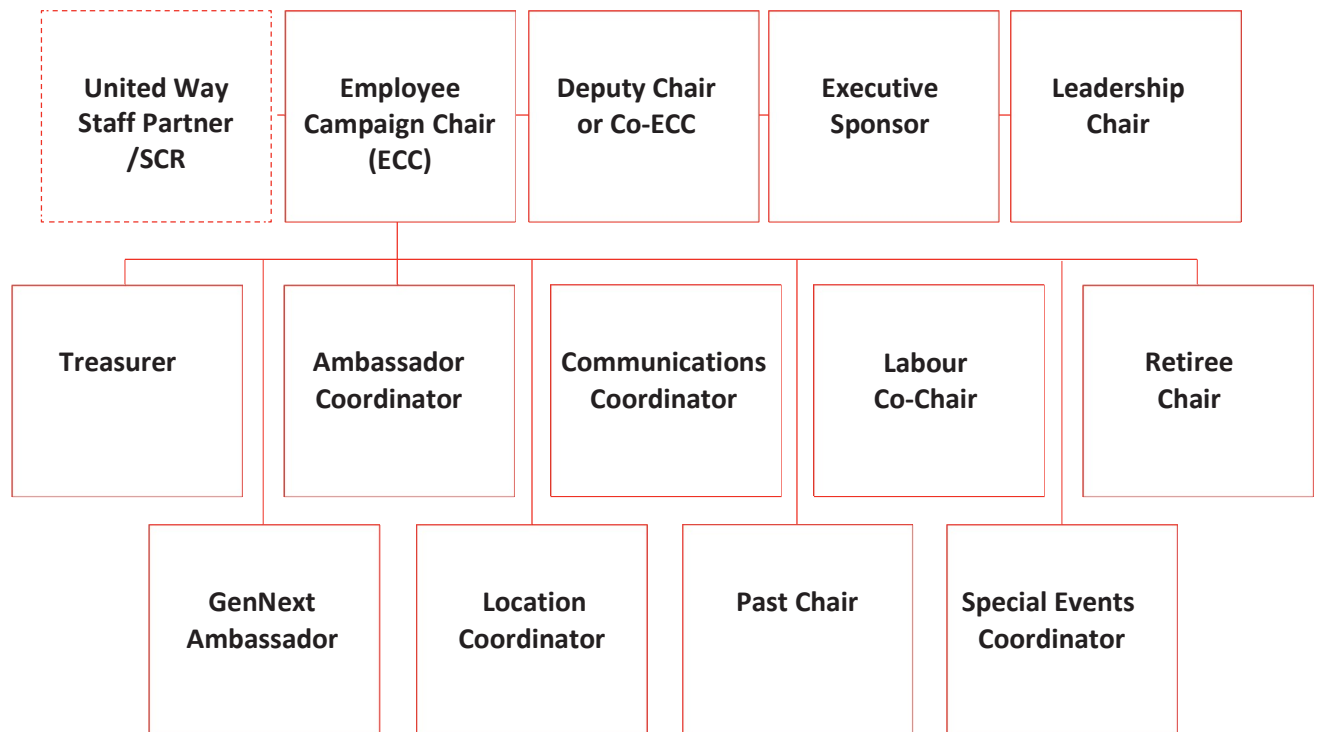 United Way
Staff Partner
/SCR
Employee
Campaign Chair
(ECC)
Deputy Chair
or Co-ECC
Executive
Sponsor
Leadership
Chair
Treasurer
Ambassador
Coordinator
Communications
Coordinator
Labour
Co-Chair
Retiree
Chair
GenNext
Ambassador
Location
Coordinator
Past Chair
Special Events
Coordinator